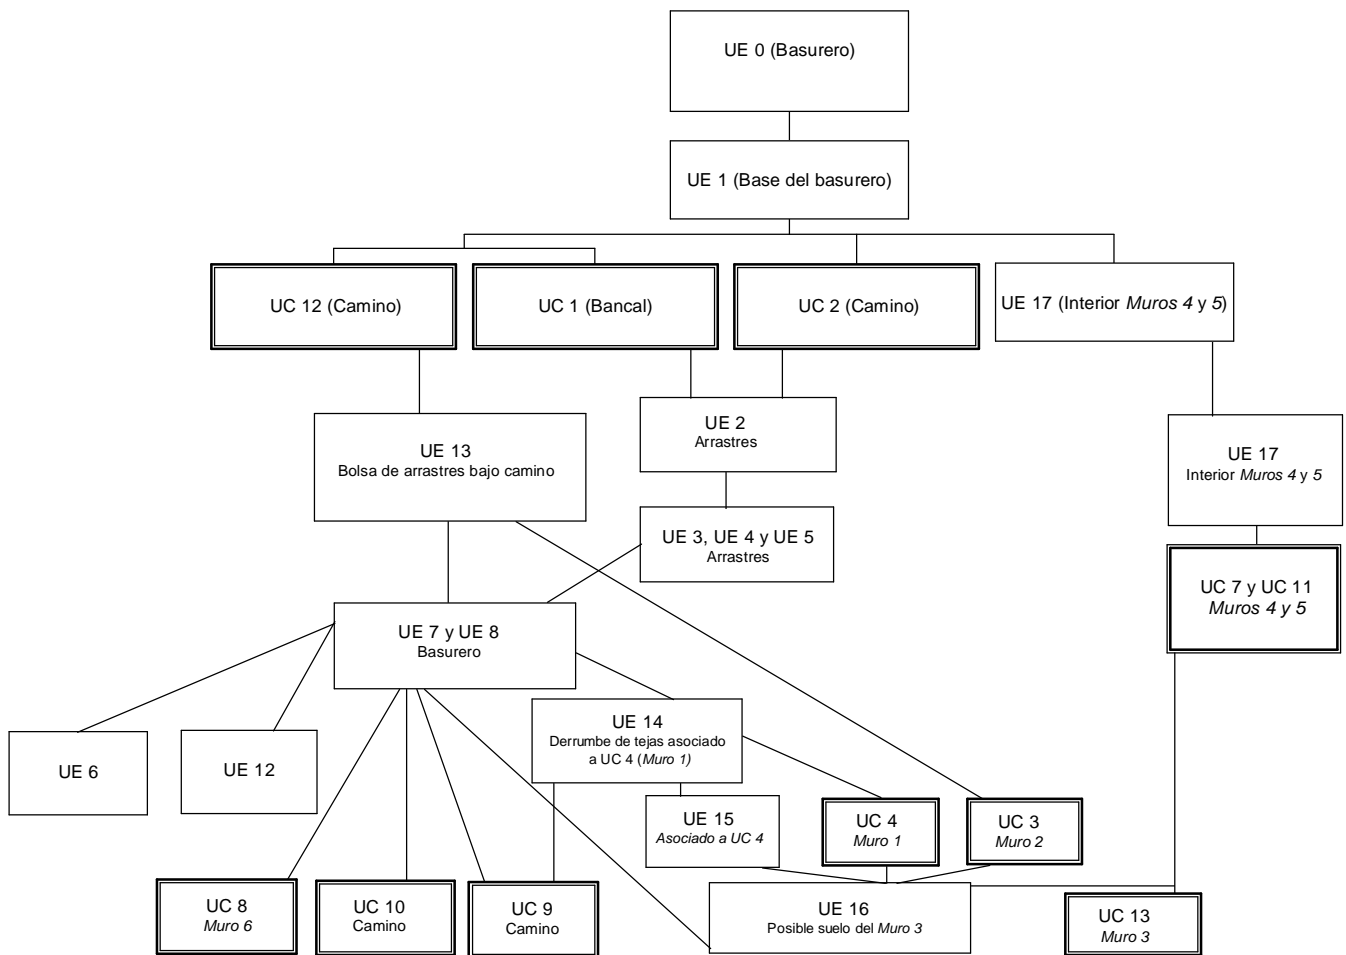 UE 0 (Basurero)
UE 1 (Base del basurero)
UC 12 (Camino)
UC 1 (Bancal)
UC 2 (Camino)
UE 17 (Interior Muros 4 y 5)
UE 13
Bolsa de arrastres bajo camino
UE 2
Arrastres
UE 17
Interior Muros 4 y 5
UE 3, UE 4 y UE 5
Arrastres
UC 7 y UC 11
Muros 4 y 5
UE 7 y UE 8
Basurero
UE 6
UE 12
UE 14
Derrumbe de tejas asociado
a UC 4 (Muro 1)
UE 15
Asociado a UC 4
UC 4
Muro 1
UC 3
Muro 2
UC 8
Muro 6
UC 10
Camino
UC 9
Camino
UE 16
Posible suelo del Muro 3
UC 13
Muro 3